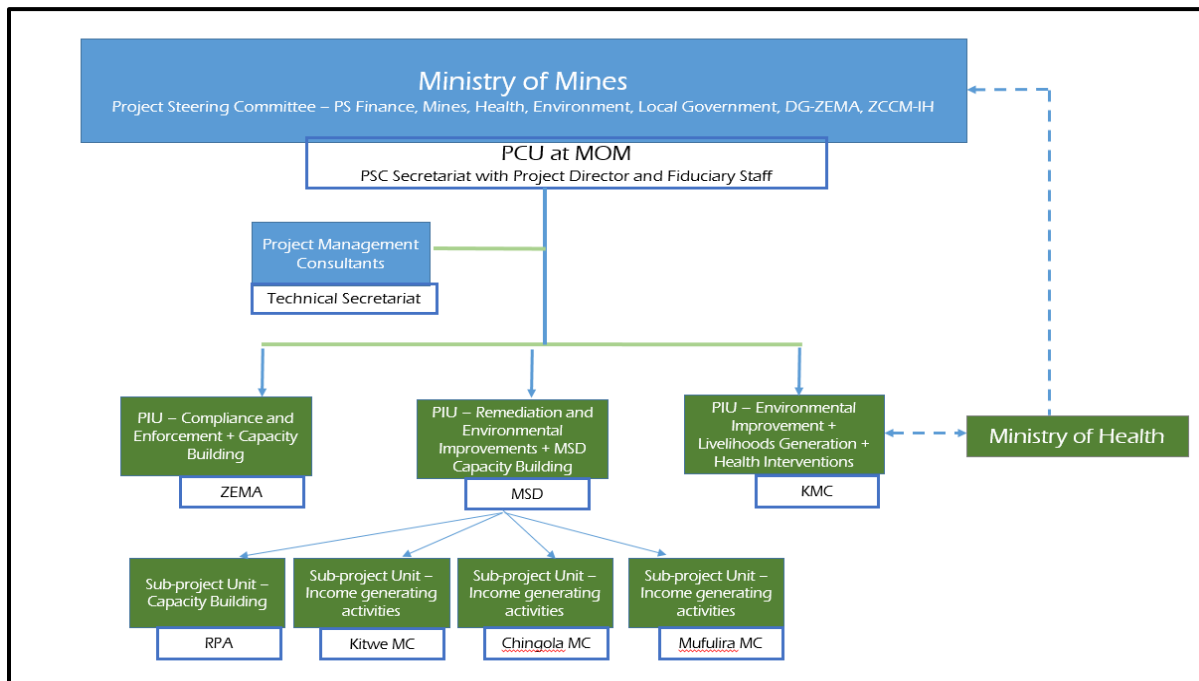 Ministry of Mines
Project Steering Committee – PS Finance, Mines, Health, Environment, Local Government, DG-ZEMA, ZCCM-IH
PCU at MOM
PSC Secretariat with Project Director and Fiduciary Staff
Project Management
Consultants
Technical Secretariat
PIU – Compliance and
Enforcement + Capacity
Building
ZEMA
PIU – Remediation and
Environmental
Improvements + MSD
Capacity Building
MSD
PIU – Environmental
Improvement +
Livelihoods Generation +
Health Interventions
KMC
Ministry of Health
Sub-project Unit –
Capacity Building
RPA
Sub-project Unit –
Income generating
activities
Kitwe MC
Sub-project Unit –
Income generating
activities
Chingola MC
Sub-project Unit –
Income generating
activities
Mufulira MC